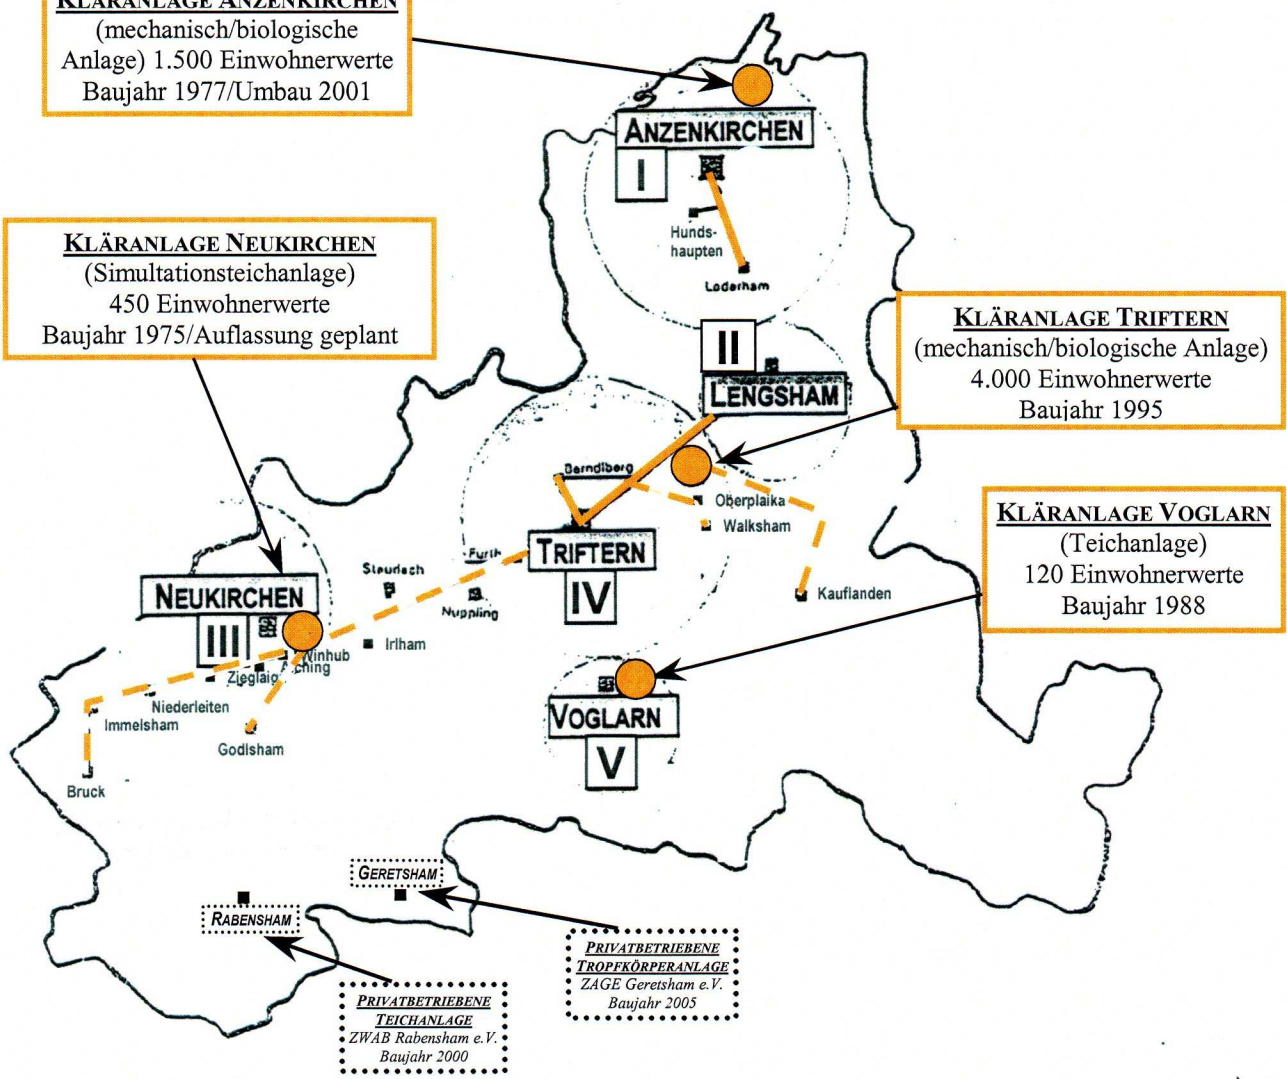 KLÄRANLAGE ANZENKIRCHEN
(mechanisch/biologische
Anlage) 1.500 Einwohnerwerte
Baujahr 1977/Umbau 2001
ANZENKIRCHEN
I
Hunds-
haupten
Loderham
KLÄRANLAGE NEUKIRCHEN
(Simultationsteichanlage)
450 Einwohnerwerte
Baujahr 1975/Auflassung geplant
KLÄRANLAGE TRIFTERN
(mechanisch/biologische Anlage)
4.000 Einwohnerwerte
Baujahr 1995
II
LENGSHAM
Berndlberg
Oberplaika
Walksham
KLÄRANLAGE VOGLARN
(Teichanlage)
120 Einwohnerwerte
Baujahr 1988
TRIFTERN
IV
Furth
Staudach
Nuppling
Kauflanden
NEUKIRCHEN
III
Irlham
Winhub
Zieglaig
Niederleiten
Immelsham
Godlsham
Bruck
VOGLARN
V
GERETSHAM
RABENSHAM
PRIVATBETRIEBENE
TROPFKÖRPERANLAGE
ZAGE Geretsham e.V.
Baujahr 2005
PRIVATBETRIEBENE
TEICHANLAGE
ZWAB Rabensham e.V.
Baujahr 2000